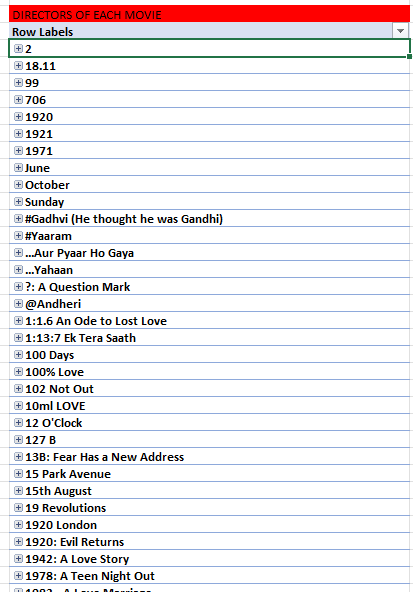 DIRECTORS OF EACH MOVIE
Row Labels
2
18.11
99
706
1920
1921
1971
June
October
Sunday
#Gadhvi (He thought he was Gandhi)
#Yaaram
...Aur Pyaar Ho Gaya
...Yahaan
?: A Question Mark
@Andheri
1:1.6 An Ode to Lost Love
1:13:7 Ek Tera Saath
100 Days
100% Love
102 Not Out
10ml LOVE
12 O'Clock
127 B
13B: Fear Has a New Address
15 Park Avenue
15th August
19 Revolutions
1920 London
1920: Evil Returns
1942: A Love Story
1978: A Teen Night Out